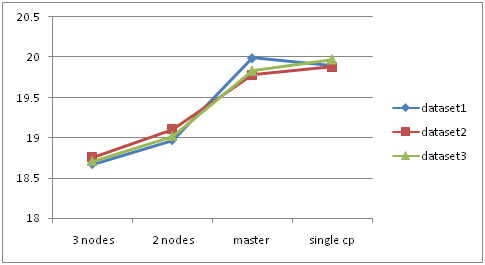 20.5
20
19.5
19
18.5
18
3 nodes
2 nodes
master
single cp
dataset1
dataset2
dataset3